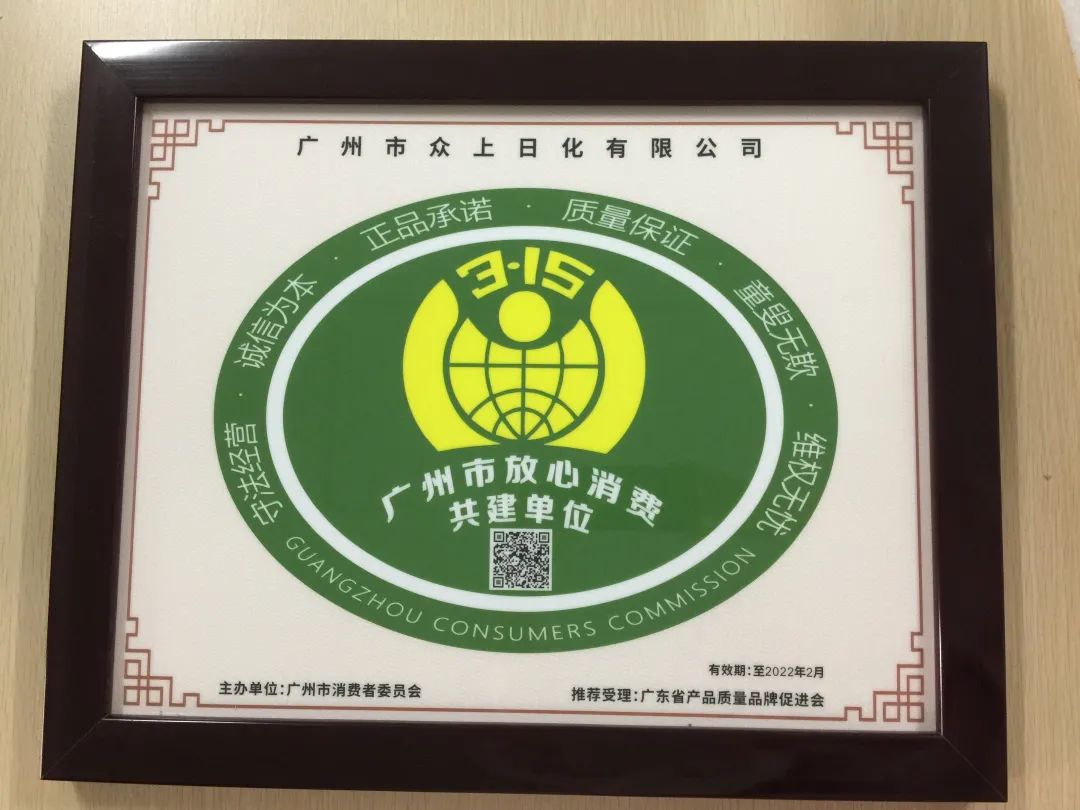 广州市众上日化有限公司
守法经营 · 诚信为本 · 正品承诺 · 质量保证 · 童叟无欺 · 维权无忧
3·15
广州市放心消费
共建单位
GUANGZHOU CONSUMERS COMMISSION
有效期：至2022年2月
主办单位：广州市消费者委员会
推荐受理：广东省产品质量品牌促进会